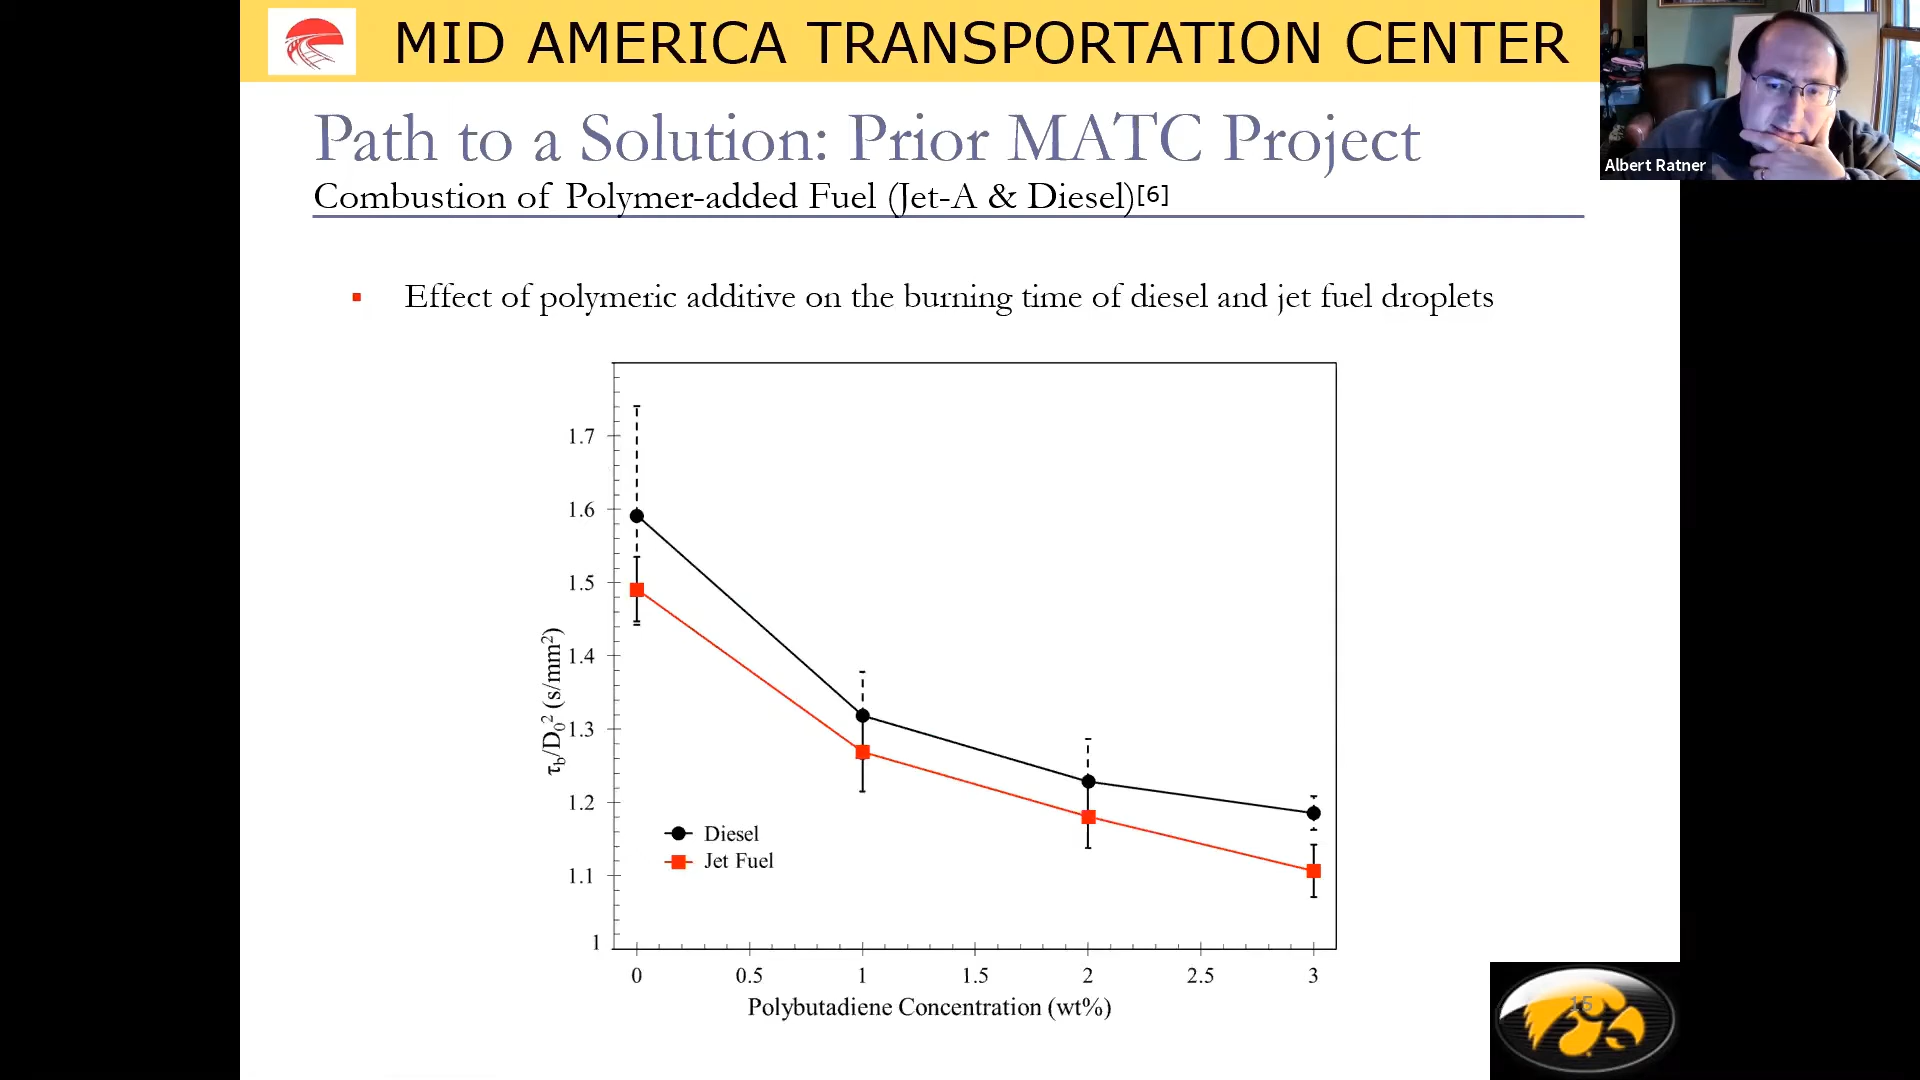 MID AMERICA TRANSPORTATION CENTER
Path to a Solution: Prior MATC Project
Albert Ratner
Combustion of Polymer-added Fuel (Jet-A & Diesel)[6]
▪ Effect of polymeric additive on the burning time of diesel and jet fuel droplets
1.7
1.6
1.5
1.4
1.3
1.2
1.1
1
τb/D0² (s/mm²)
Diesel
Jet Fuel
0 0.5 1 1.5 2 2.5 3
Polybutadiene Concentration (wt%)
15